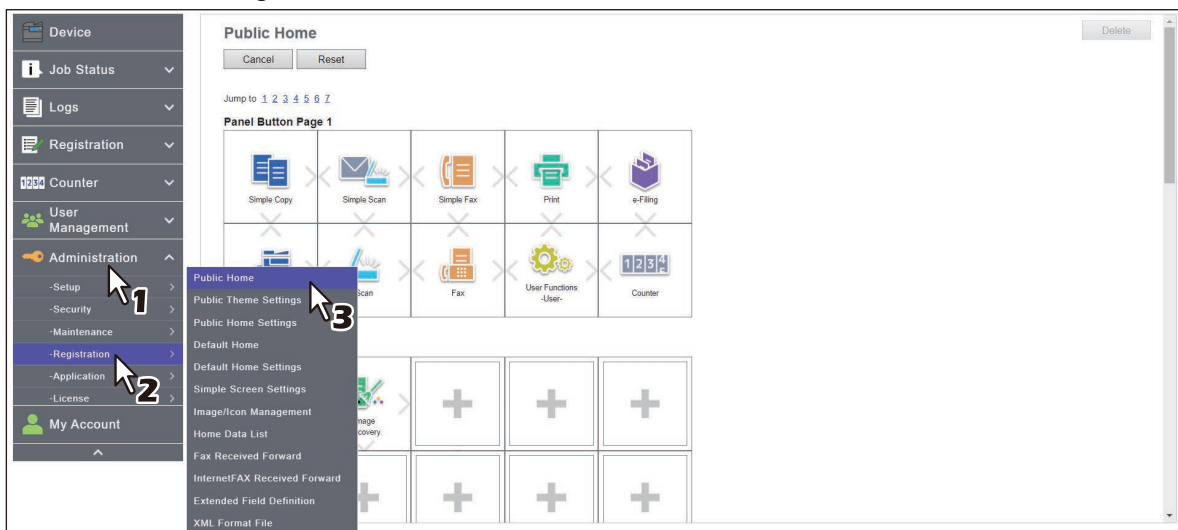 Device
Job Status
Logs
Registration
1234 Counter
User
Management
Administration
-Setup
-Security
-Maintenance
-Registration
-Application
-License
My Account
1
2
3
Public Home
Public Theme Settings
Public Home Settings
Default Home
Default Home Settings
Simple Screen Settings
Image/Icon Management
Home Data List
Fax Received Forward
InternetFAX Received Forward
Extended Field Definition
XML Format File
Public Home
Delete
Cancel
Reset
Jump to 1 2 3 4 5 6 7
Panel Button Page 1
Simple Copy
Simple Scan
Simple Fax
Print
e-Filing
Scan
Fax
User Functions
-User-
1234
Counter